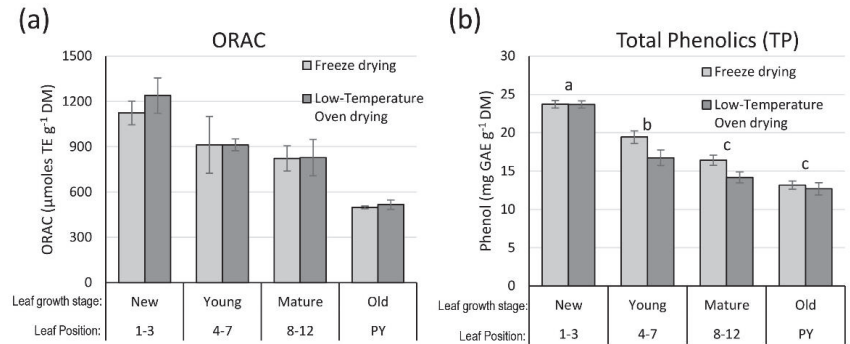 (a)
ORAC
1500
1200
900
600
300
0
ORAC (µmoles TE g⁻¹ DM)
Freeze drying
Low-Temperature
Oven drying
Leaf growth stage: New Young Mature Old
Leaf Position: 1-3 4-7 8-12 PY
(b)
Total Phenolics (TP)
30
25
20
15
10
5
0
Phenol (mg GAE g⁻¹ DM)
Freeze drying
Low-Temperature
Oven drying
a
b
c
c
Leaf growth stage: New Young Mature Old
Leaf Position: 1-3 4-7 8-12 PY